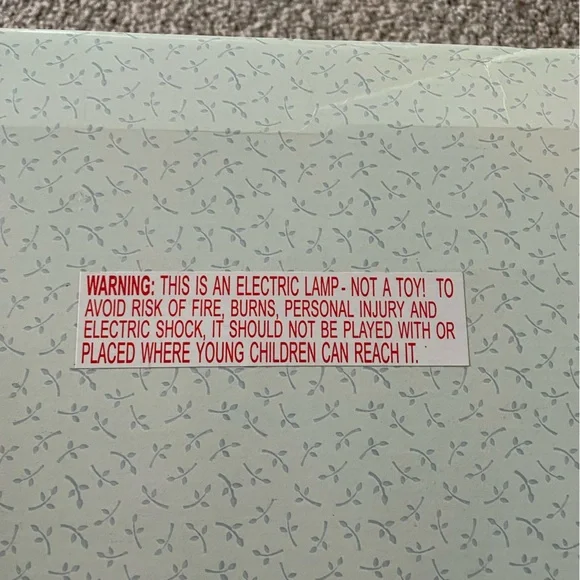 WARNING: THIS IS AN ELECTRIC LAMP - NOT A TOY! TO
AVOID RISK OF FIRE, BURNS, PERSONAL INJURY AND
ELECTRIC SHOCK, IT SHOULD NOT BE PLAYED WITH OR
PLACED WHERE YOUNG CHILDREN CAN REACH IT.